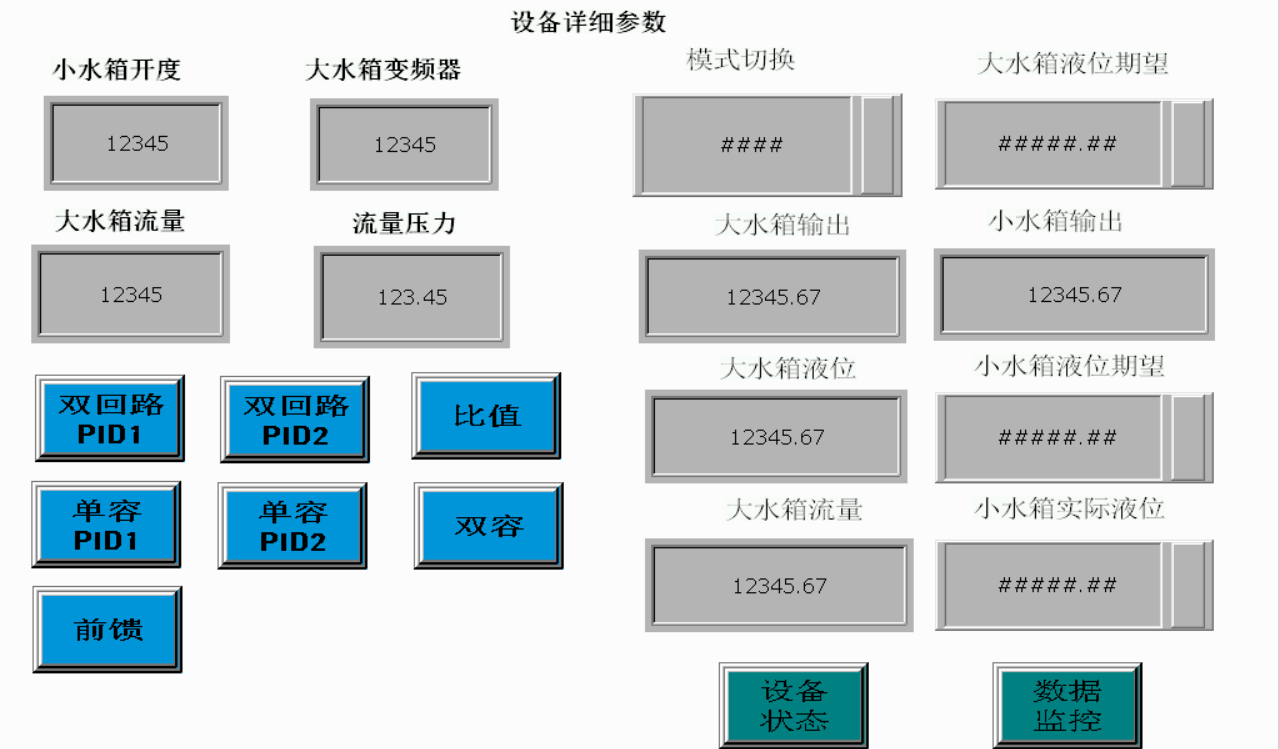 设备详细参数
小水箱开度
大水箱变频器
模式切换
大水箱液位期望
12345
12345
####
#####.##
大水箱流量
流量压力
大水箱输出
小水箱输出
12345
123.45
12345.67
12345.67
大水箱液位
小水箱液位期望
双回路
PID1
双回路
PID2
比值
12345.67
#####.##
大水箱流量
小水箱实际液位
单容
PID1
单容
PID2
双容
12345.67
#####.##
前馈
设备
状态
数据
监控